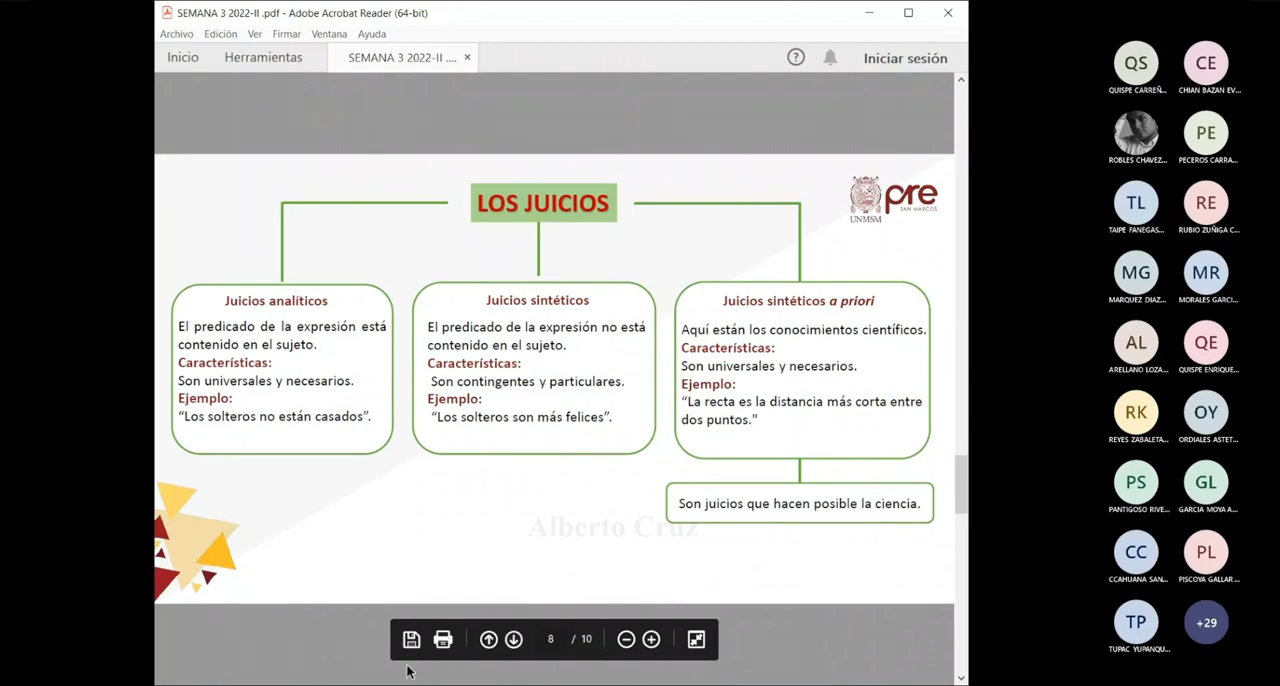 SEMANA 3 2022-II .pdf - Adobe Acrobat Reader (64-bit)
Archivo Edición Ver Firmar Ventana Ayuda
Inicio Herramientas SEMANA 3 2022-II .... × ? Iniciar sesión
LOS JUICIOS
pre
SAN MARCOS
UNMSM
Juicios analíticos
El predicado de la expresión está
contenido en el sujeto.
Características:
Son universales y necesarios.
Ejemplo:
“Los solteros no están casados”.
Juicios sintéticos
El predicado de la expresión no está
contenido en el sujeto.
Características:
Son contingentes y particulares.
Ejemplo:
“Los solteros son más felices”.
Juicios sintéticos a priori
Aquí están los conocimientos científicos.
Características:
Son universales y necesarios.
Ejemplo:
“La recta es la distancia más corta entre
dos puntos."
Son juicios que hacen posible la ciencia.
Alberto Cruz
8 / 10
QS CE
QUISPE CARREÑ... CHIAN BAZAN EV...
PE
ROBLES CHAVEZ... PECEROS CARRA...
TL RE
TAIPE FANEGAS... RUBIO ZUÑIGA C...
MG MR
MARQUEZ DIAZ... MORALES GARCI...
AL QE
ARELLANO LOZA... QUISPE ENRIQUE...
RK OY
REYES ZABALETA... ORDIALES ASTET...
PS GL
PANTIGOSO RIVE... GARCIA MOYA A...
CC PL
CCAHUANA SAN... PISCOYA GALLAR...
TP +29
TUPAC YUPANQU...